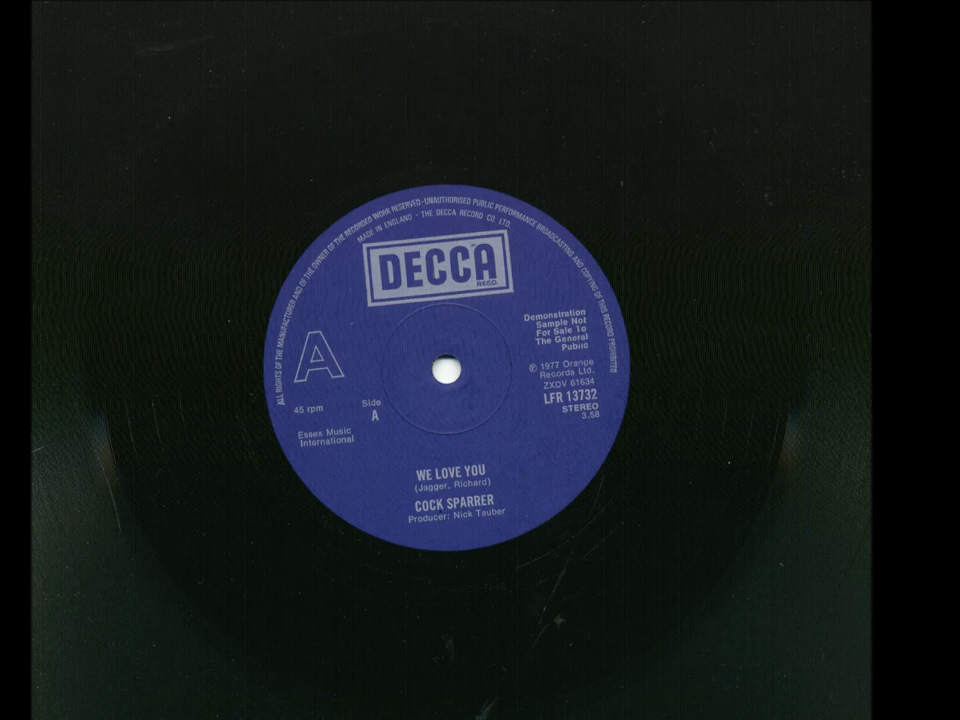 ALL RIGHTS OF THE MANUFACTURER AND OF THE OWNER OF THE RECORDED WORK RESERVED-UNAUTHORISED PUBLIC PERFORMANCE BROADCASTING AND COPYING OF THIS RECORD PROHIBITED
MADE IN ENGLAND · THE DECCA RECORD CO. LTD.
DECCA
REGD.
Demonstration
Sample Not
For Sale To
The General
Public
A
℗ 1977 Orange
Records Ltd.
ZXDV 61634
LFR 13732
STEREO
3.58
45 rpm
Side
A
Essex Music
International
WE LOVE YOU
(Jagger, Richard)
COCK SPARRER
Producer: Nick Tauber